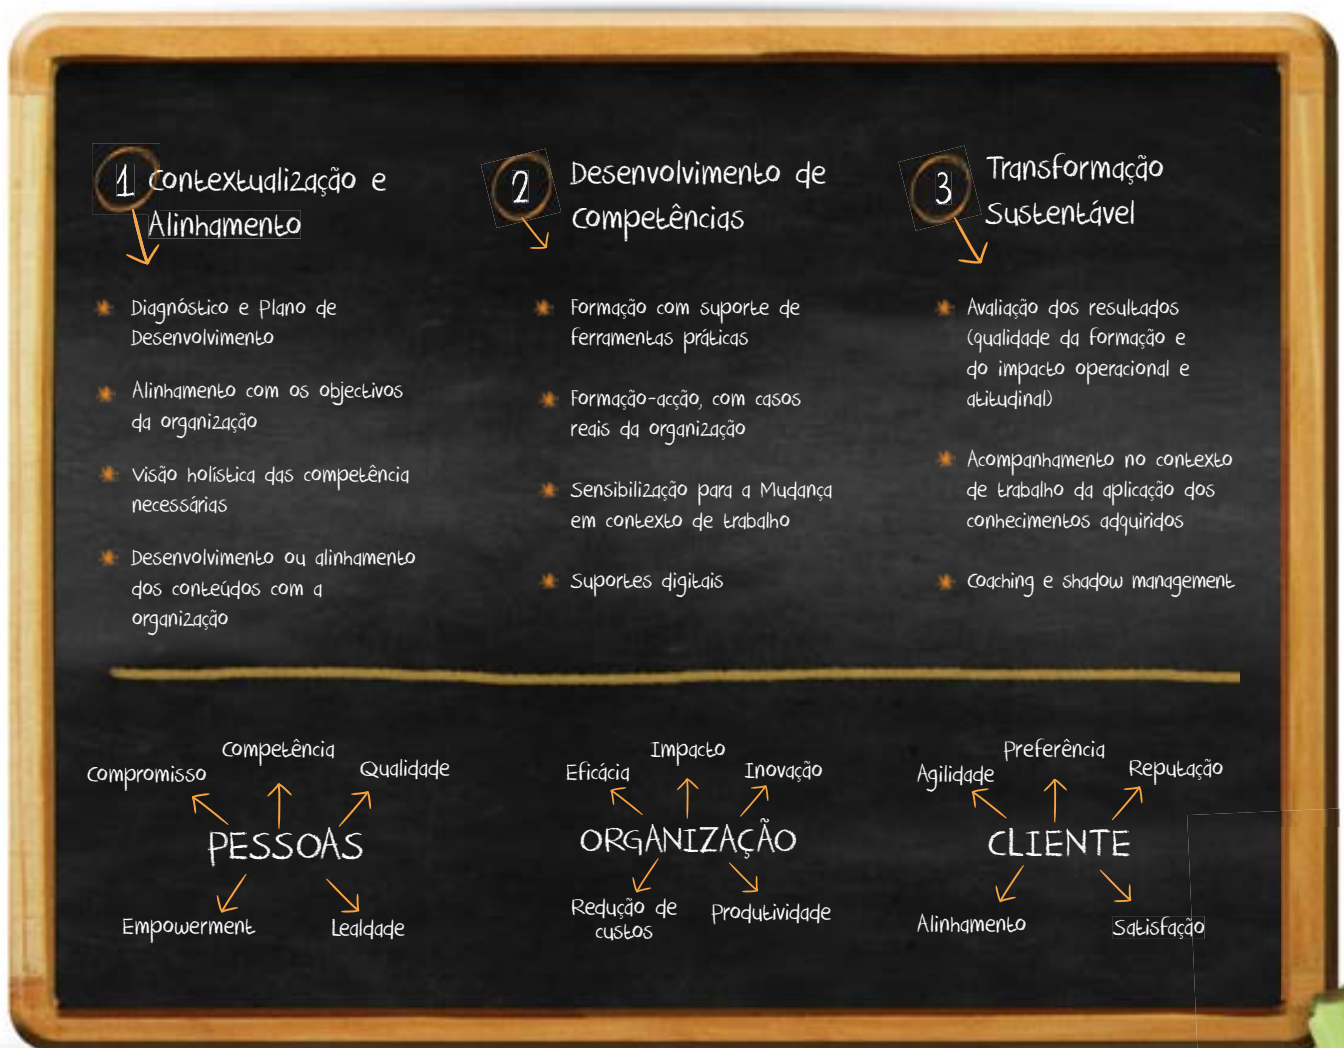 1 Contextualização e
Alinhamento
Diagnóstico e Plano de
Desenvolvimento
Alinhamento com os objectivos
da organização
Visão holística das competência
necessárias
Desenvolvimento ou alinhamento
dos conteúdos com a
organização
2 Desenvolvimento de
Competências
Formação com suporte de
ferramentas práticas
Formação-acção, com casos
reais da organização
Sensibilização para a Mudança
em contexto de trabalho
Suportes digitais
3 Transformação
Sustentável
Avaliação dos resultados
(qualidade da formação e
do impacto operacional e
atitudinal)
Acompanhamento no contexto
de trabalho da aplicação dos
conhecimentos adquiridos
Coaching e shadow management
Compromisso
Competência
Qualidade
PESSOAS
Empowerment
Lealdade
Eficácia
Impacto
Inovação
ORGANIZAÇÃO
Redução de
custos
Produtividade
Agilidade
Preferência
Reputação
CLIENTE
Alinhamento
Satisfação